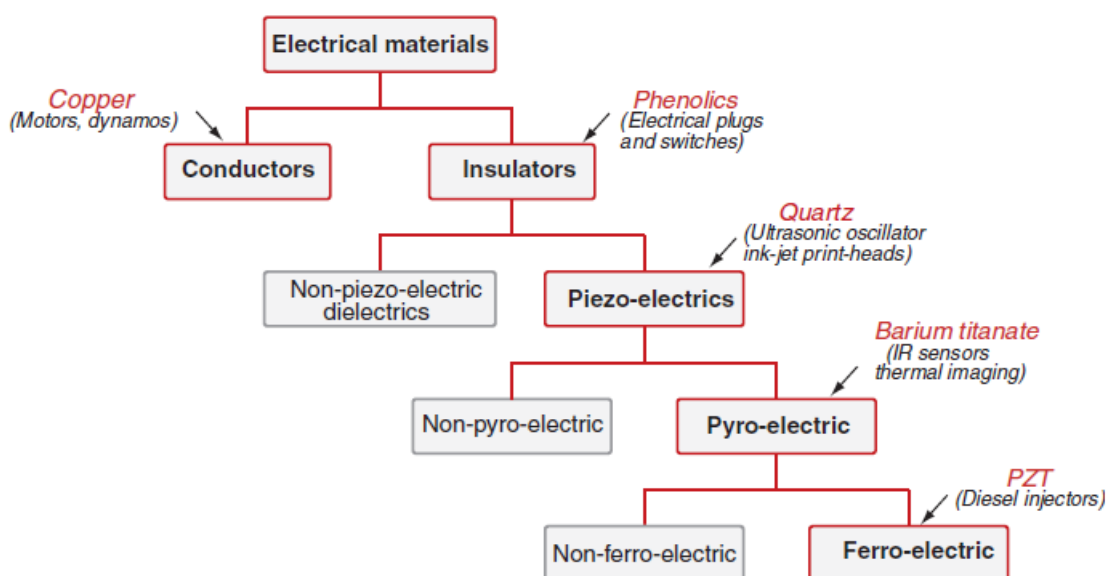 Electrical materials
Copper
(Motors, dynamos)
Phenolics
(Electrical plugs
and switches)
Conductors
Insulators
Quartz
(Ultrasonic oscillator
ink-jet print-heads)
Non-piezo-electric
dielectrics
Piezo-electrics
Barium titanate
(IR sensors
thermal imaging)
Non-pyro-electric
Pyro-electric
PZT
(Diesel injectors)
Non-ferro-electric
Ferro-electric